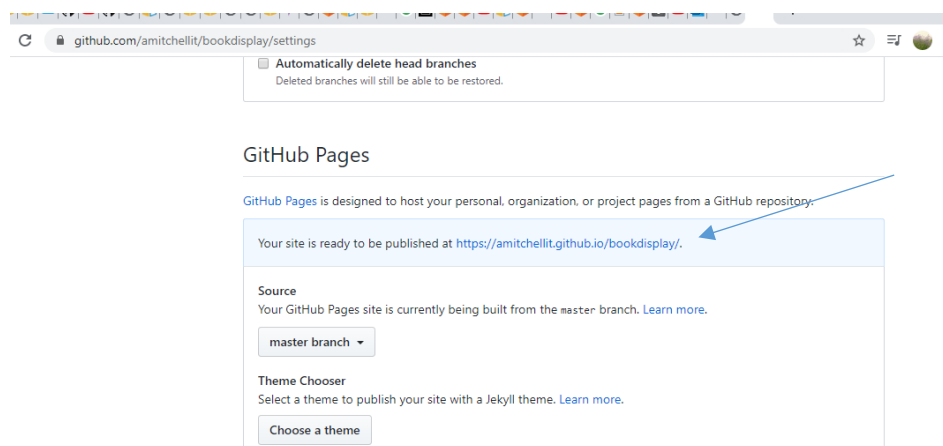 github.com/amitchellit/bookdisplay/settings
Automatically delete head branches
Deleted branches will still be able to be restored.
GitHub Pages
GitHub Pages is designed to host your personal, organization, or project pages from a GitHub repository.
Your site is ready to be published at https://amitchellit.github.io/bookdisplay/.
Source
Your GitHub Pages site is currently being built from the master branch. Learn more.
master branch
Theme Chooser
Select a theme to publish your site with a Jekyll theme. Learn more.
Choose a theme